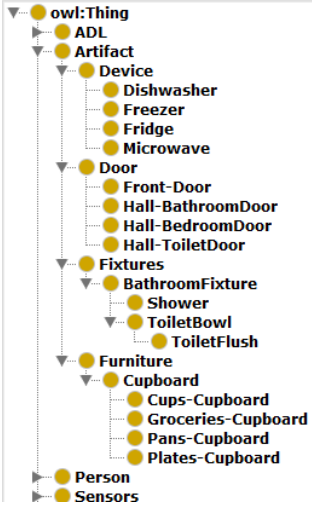 owl:Thing
ADL
Artifact
Device
Dishwasher
Freezer
Fridge
Microwave
Door
Front-Door
Hall-BathroomDoor
Hall-BedroomDoor
Hall-ToiletDoor
Fixtures
BathroomFixture
Shower
ToiletBowl
ToiletFlush
Furniture
Cupboard
Cups-Cupboard
Groceries-Cupboard
Pans-Cupboard
Plates-Cupboard
Person
Sensors